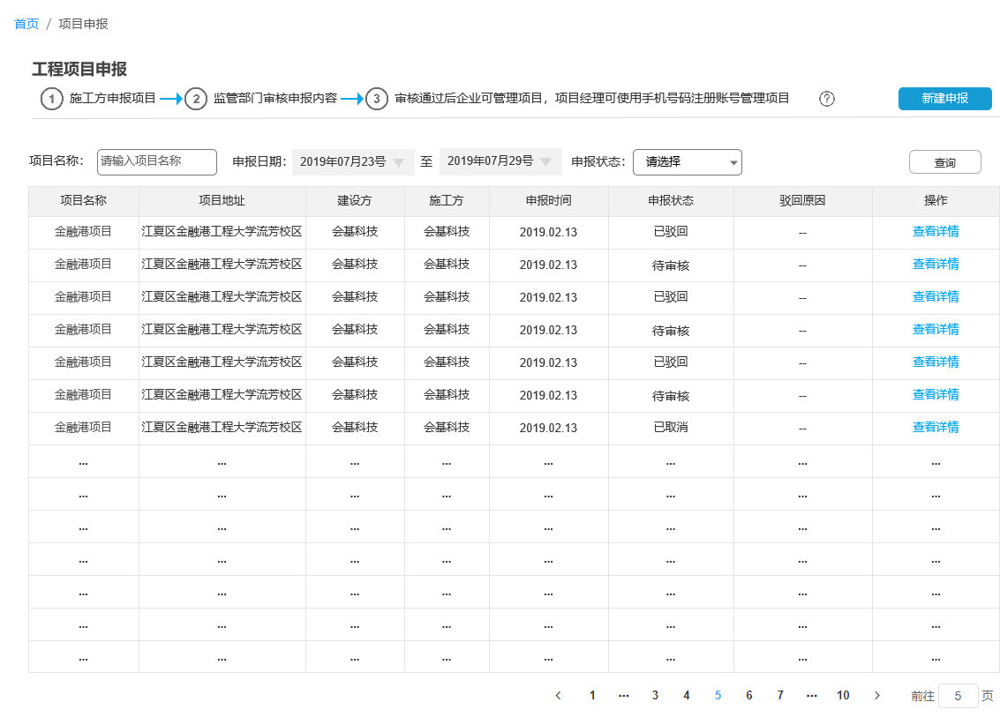 首页 / 项目申报
工程项目申报
1 施工方申报项目 2 监管部门审核申报内容 3 审核通过后企业可管理项目，项目经理可使用手机号码注册账号管理项目 ? 新建申报
项目名称： 请输入项目名称 申报日期： 2019年07月23号 至 2019年07月29号 申报状态： 请选择 查询
项目名称 项目地址 建设方 施工方 申报时间 申报状态 驳回原因 操作
金融港项目 江夏区金融港工程大学流芳校区 会基科技 会基科技 2019.02.13 已驳回 -- 查看详情
金融港项目 江夏区金融港工程大学流芳校区 会基科技 会基科技 2019.02.13 待审核 -- 查看详情
金融港项目 江夏区金融港工程大学流芳校区 会基科技 会基科技 2019.02.13 已驳回 -- 查看详情
金融港项目 江夏区金融港工程大学流芳校区 会基科技 会基科技 2019.02.13 待审核 -- 查看详情
金融港项目 江夏区金融港工程大学流芳校区 会基科技 会基科技 2019.02.13 已驳回 -- 查看详情
金融港项目 江夏区金融港工程大学流芳校区 会基科技 会基科技 2019.02.13 待审核 -- 查看详情
金融港项目 江夏区金融港工程大学流芳校区 会基科技 会基科技 2019.02.13 已取消 -- 查看详情
... ... ... ... ... ... ... ...
... ... ... ... ... ... ... ...
... ... ... ... ... ... ... ...
... ... ... ... ... ... ... ...
... ... ... ... ... ... ... ...
... ... ... ... ... ... ... ...
... ... ... ... ... ... ... ...
< 1 ... 3 4 5 6 7 ... 10 > 前往 5 页